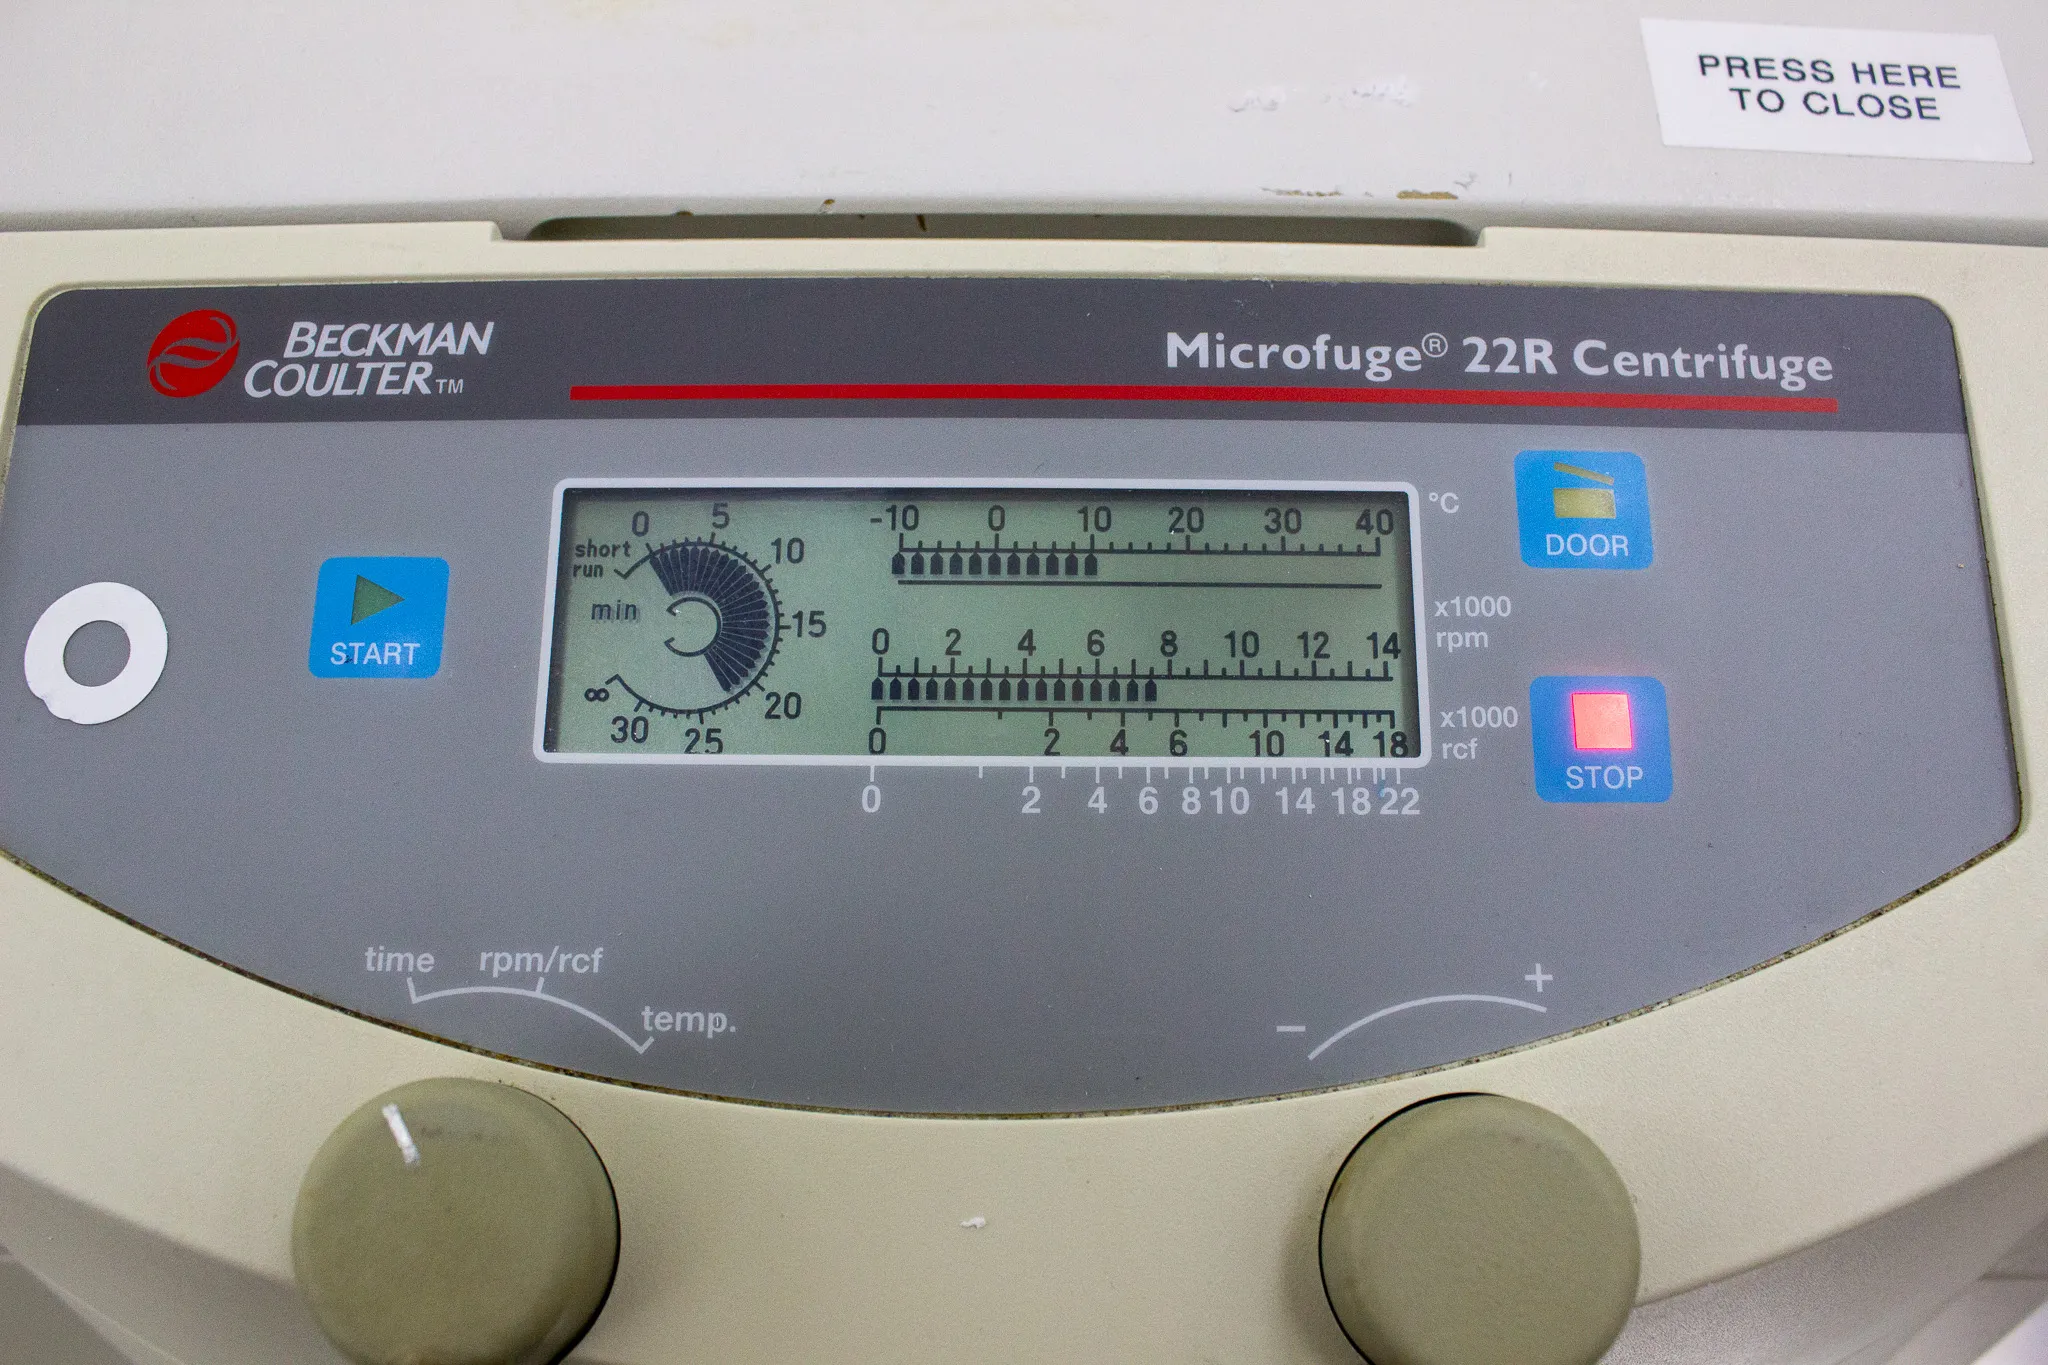 PRESS HERE
TO CLOSE
BECKMAN
COULTER™
Microfuge® 22R Centrifuge
START
short
run
min
0 5 10 15 20 25 30 ∞
-10 0 10 20 30 40
°C
0 2 4 6 8 10 12 14
x1000
rpm
0 2 4 6 10 14 18
x1000
rcf
0 2 4 6 8 10 14 18 22
DOOR
STOP
time rpm/rcf temp.
− +